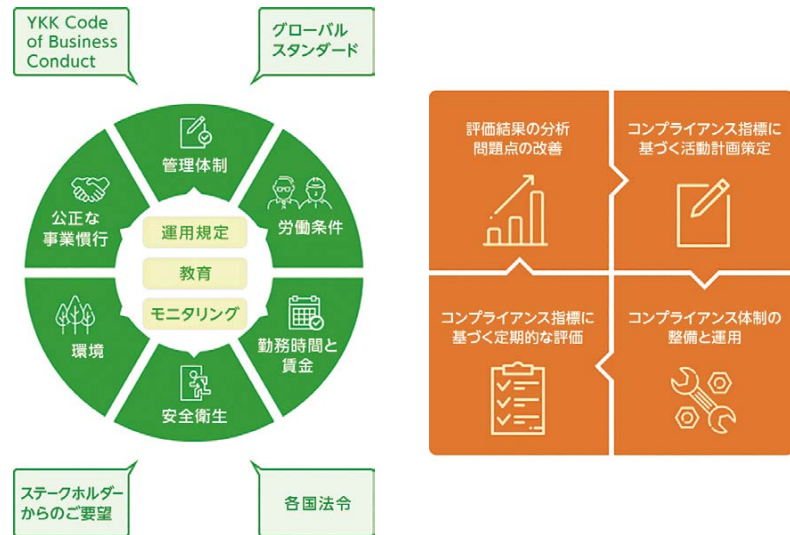 YKK Code
of Business
Conduct
グローバル
スタンダード
管理体制
労働条件
勤務時間と
賃金
安全衛生
環境
公正な
事業慣行
運用規定
教育
モニタリング
ステークホルダー
からのご要望
各国法令
評価結果の分析
問題点の改善
コンプライアンス指標に
基づく活動計画策定
コンプライアンス指標に
基づく定期的な評価
コンプライアンス体制の
整備と運用